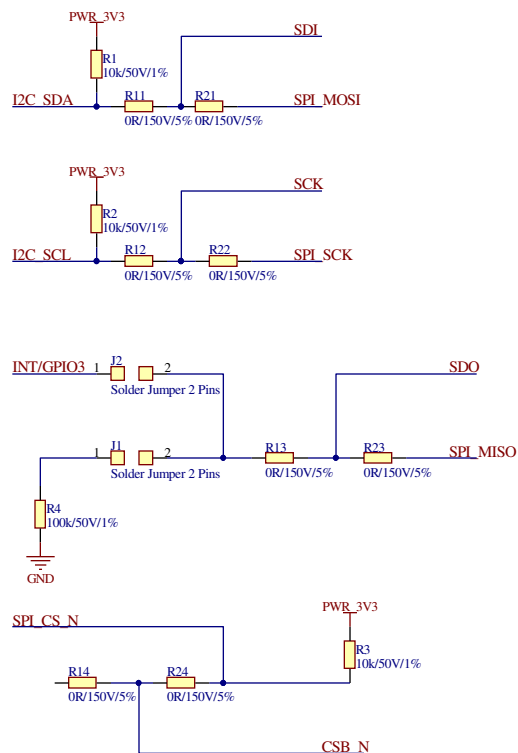 PWR_3V3
SDI
R1
10k/50V/1%
I2C_SDA
R11
R21
SPI_MOSI
0R/150V/5%
0R/150V/5%
PWR_3V3
SCK
R2
10k/50V/1%
I2C_SCL
R12
R22
SPI_SCK
0R/150V/5%
0R/150V/5%
INT/GPIO3
1
J2
2
SDO
Solder Jumper 2 Pins
1
J1
2
R13
R23
SPI_MISO
Solder Jumper 2 Pins
0R/150V/5%
0R/150V/5%
R4
100k/50V/1%
GND
PWR_3V3
SPI_CS_N
R3
10k/50V/1%
R14
R24
0R/150V/5%
0R/150V/5%
CSB_N